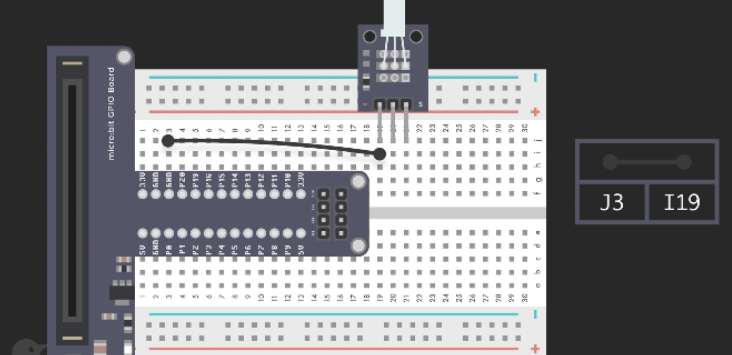 micro:bit GPIO Board
- S
-
+
1 2 3 4 5 6 7 8 9 10 11 12 13 14 15 16 17 18 19 20 21 22 23 24 25 26 27 28 29 30
j
i
h
g
f
3.3V GND GND P20 P19 P16 P15 P14 P13 P12 P11 P10 3.3V
J3 I19
5V GND P0 P1 P2 P3 P4 P5 P6 P7 P8 P9 5V
e
d
c
b
a
1 2 3 4 5 6 7 8 9 10 11 12 13 14 15 16 17 18 19 20 21 22 23 24 25 26 27 28 29 30
-
+